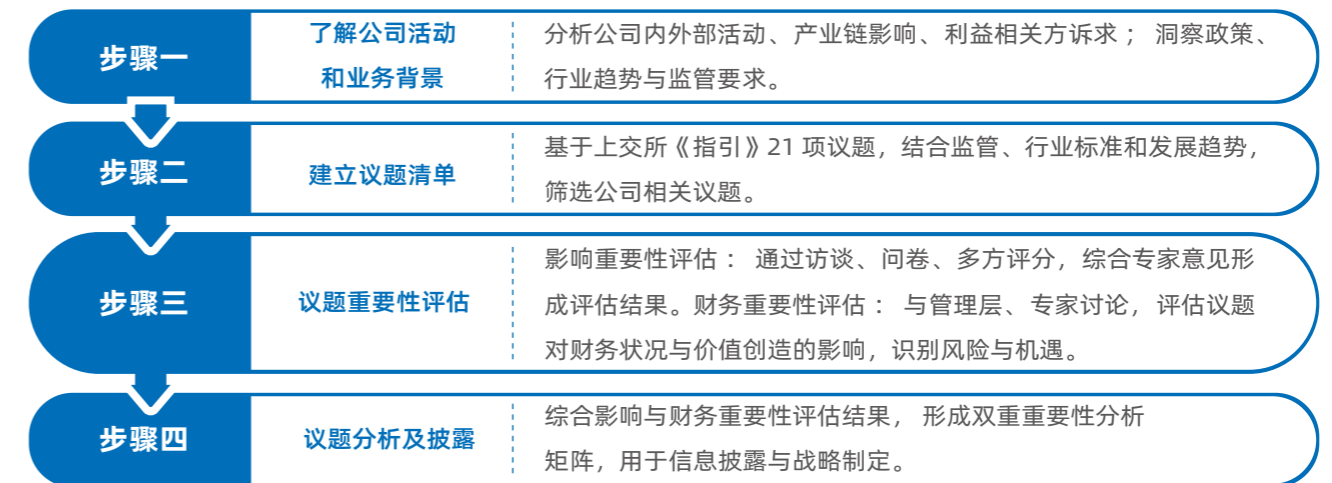 步骤一
了解公司活动
和业务背景
分析公司内外部活动、产业链影响、利益相关方诉求； 洞察政策、
行业趋势与监管要求。
步骤二
建立议题清单
基于上交所《指引》21 项议题，结合监管、行业标准和发展趋势，
筛选公司相关议题。
步骤三
议题重要性评估
影响重要性评估： 通过访谈、问卷、多方评分，综合专家意见形
成评估结果。财务重要性评估： 与管理层、专家讨论，评估议题
对财务状况与价值创造的影响，识别风险与机遇。
步骤四
议题分析及披露
综合影响与财务重要性评估结果， 形成双重重要性分析
矩阵，用于信息披露与战略制定。